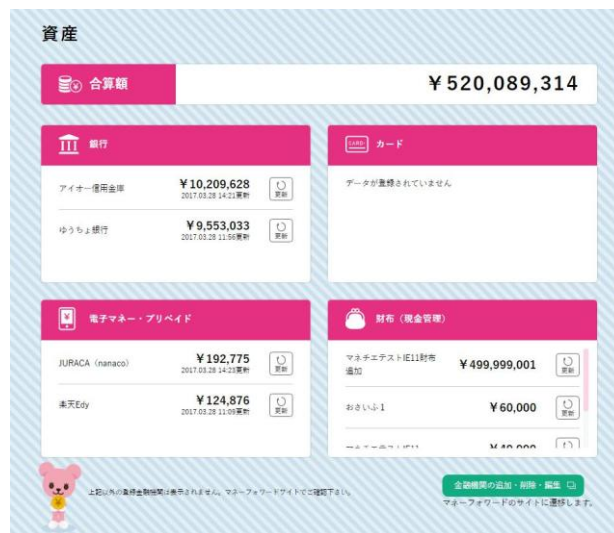 資産
合算額
￥520,089,314
銀行
アイオー信用金庫
￥10,209,628
2017.03.28 14:21更新
更新
ゆうちょ銀行
￥9,553,033
2017.03.28 11:56更新
更新
CARD
カード
データが登録されていません
電子マネー・プリペイド
JURACA（nanaco）
￥192,775
2017.03.28 14:23更新
更新
楽天Edy
￥124,876
2017.03.28 11:09更新
更新
財布（現金管理）
マネチエテストIE11財布
追加
￥499,999,001
更新
おさいふ1
￥60,000
更新
上記以外の登録金融機関は表示されません。マネーフォワードサイトでご確認下さい。
金融機関の追加・削除・編集
マネーフォワードのサイトに遷移します。